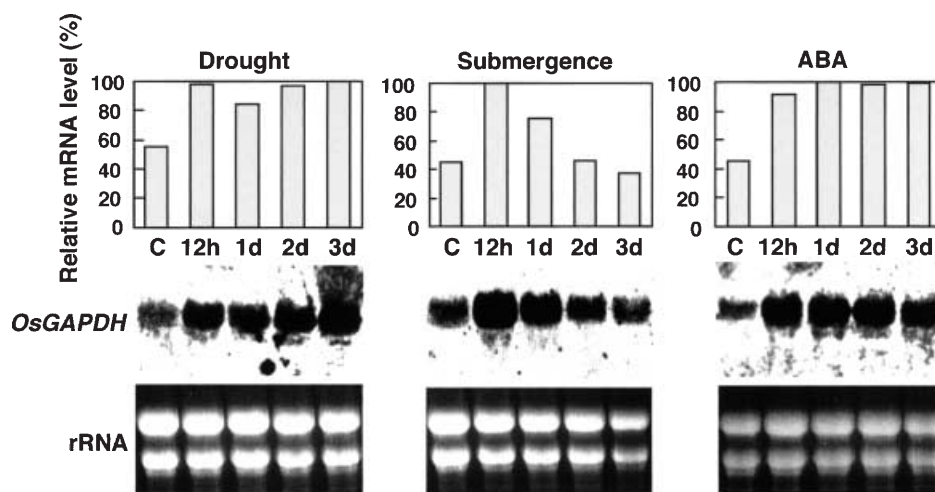 Relative mRNA level (%)
Drought
Submergence
ABA
100
80
60
40
20
0
100
80
60
40
20
0
100
80
60
40
20
0
C 12h 1d 2d 3d
C 12h 1d 2d 3d
C 12h 1d 2d 3d
OsGAPDH
rRNA